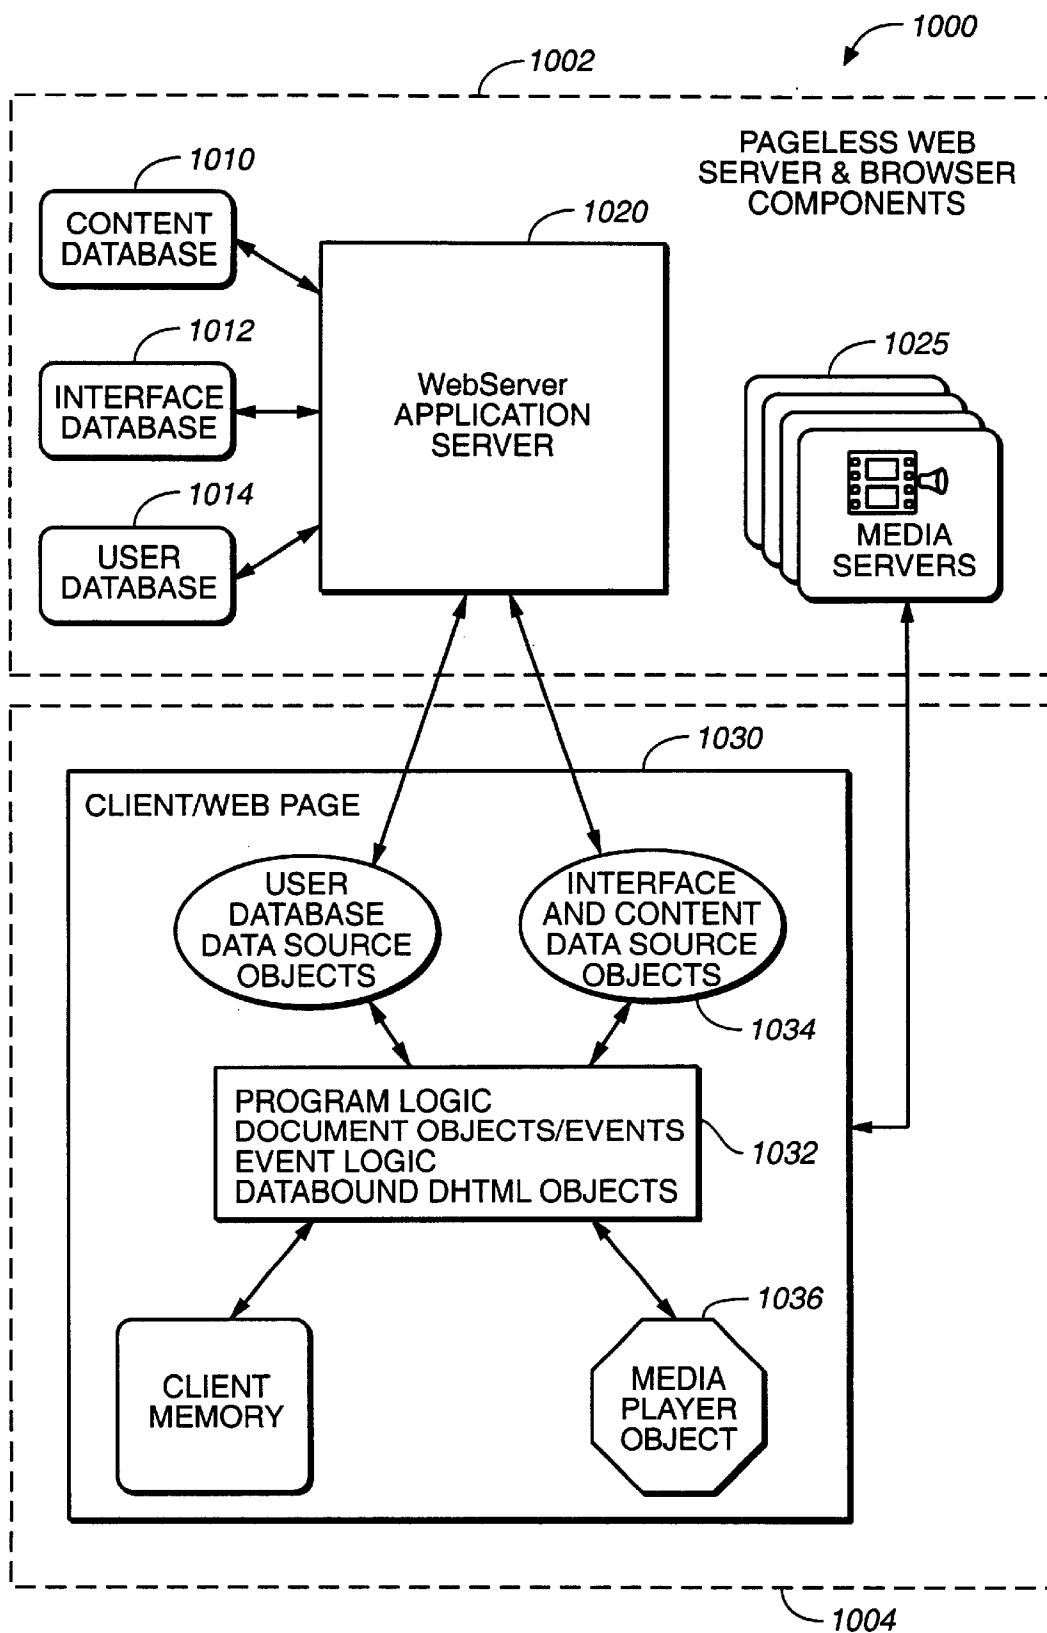 1000
1002
PAGELESS WEB
SERVER & BROWSER
COMPONENTS
1010
CONTENT
DATABASE
1020
1012
INTERFACE
DATABASE
WebServer
APPLICATION
SERVER
1025
1014
USER
DATABASE
MEDIA
SERVERS
1030
CLIENT/WEB PAGE
USER
DATABASE
DATA SOURCE
OBJECTS
INTERFACE
AND CONTENT
DATA SOURCE
OBJECTS
1034
PROGRAM LOGIC
DOCUMENT OBJECTS/EVENTS
EVENT LOGIC
DATABOUND DHTML OBJECTS
1032
1036
CLIENT
MEMORY
MEDIA
PLAYER
OBJECT
1004